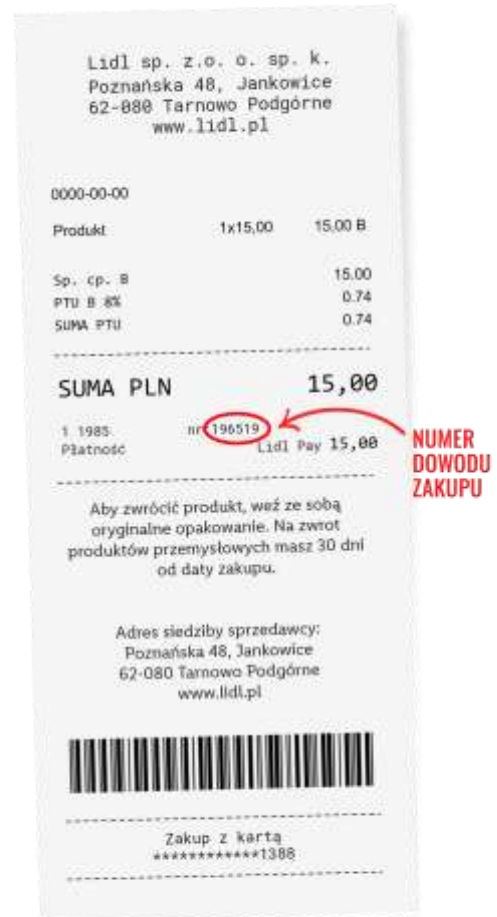 Lidl sp. z.o. o. sp. k.
Poznańska 48, Jankowice
62-080 Tarnowo Podgórne
www.lidl.pl
0000-00-00
Produkt 1x15,00 15,00 B
Sp. cp. B 15.00
PTU B 8% 0.74
SUMA PTU 0.74
SUMA PLN 15,00
1 1985 nr 196519
Płatność Lidl Pay 15,00
NUMER
DOWODU
ZAKUPU
Aby zwrócić produkt, weź ze sobą
oryginalne opakowanie. Na zwrot
produktów przemysłowych masz 30 dni
od daty zakupu.
Adres siedziby sprzedawcy:
Poznańska 48, Jankowice
62-080 Tarnowo Podgórne
www.lidl.pl
Zakup z kartą
************1388